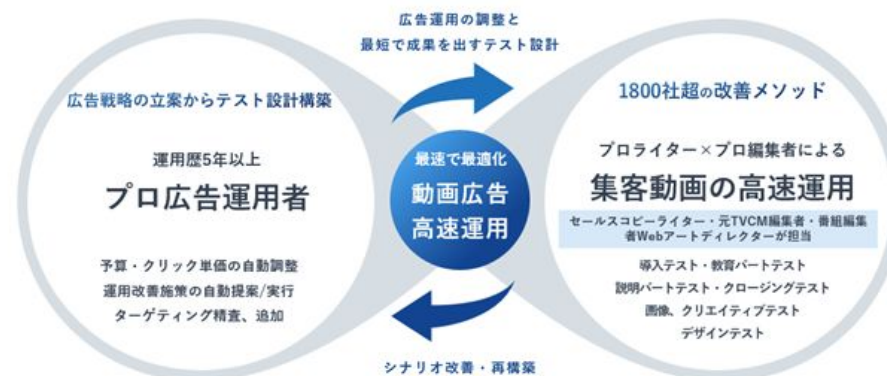 広告運用の調整と
最短で成果を出すテスト設計
広告戦略の立案からテスト設計構築
運用歴5年以上
プロ広告運用者
予算・クリック単価の自動調整
運用改善施策の自動提案/実行
ターゲティング精査、追加
最速で最適化
動画広告
高速運用
1800社超の改善メソッド
プロライター×プロ編集者による
集客動画の高速運用
セールスコピーライター・元TVCM編集者・番組編集
者Webアートディレクターが担当
導入テスト・教育パートテスト
説明パートテスト・クロージングテスト
画像、クリエイティブテスト
デザインテスト
シナリオ改善・再構築